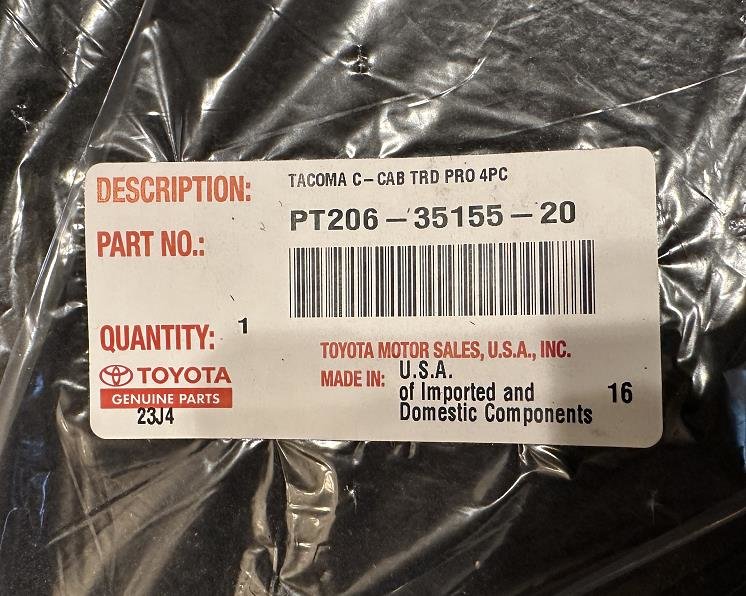 DESCRIPTION: TACOMA C-CAB TRD PRO 4PC
PART NO.: PT206-35155-20
QUANTITY: 1
TOYOTA
GENUINE PARTS
23J4
TOYOTA MOTOR SALES, U.S.A., INC.
MADE IN: U.S.A.
of Imported and
Domestic Components
16